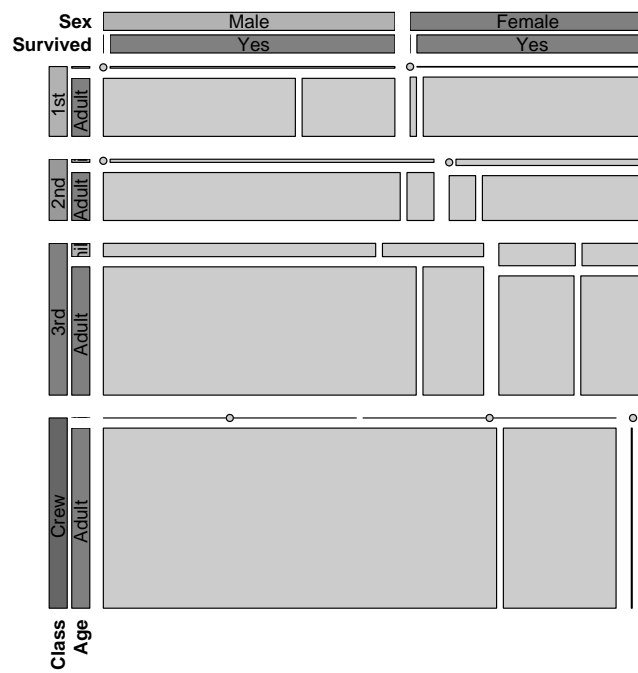 Sex Male Female
Survived Yes Yes
1st Adult
2nd Adult
3rd Adult
Crew Adult
Class Age